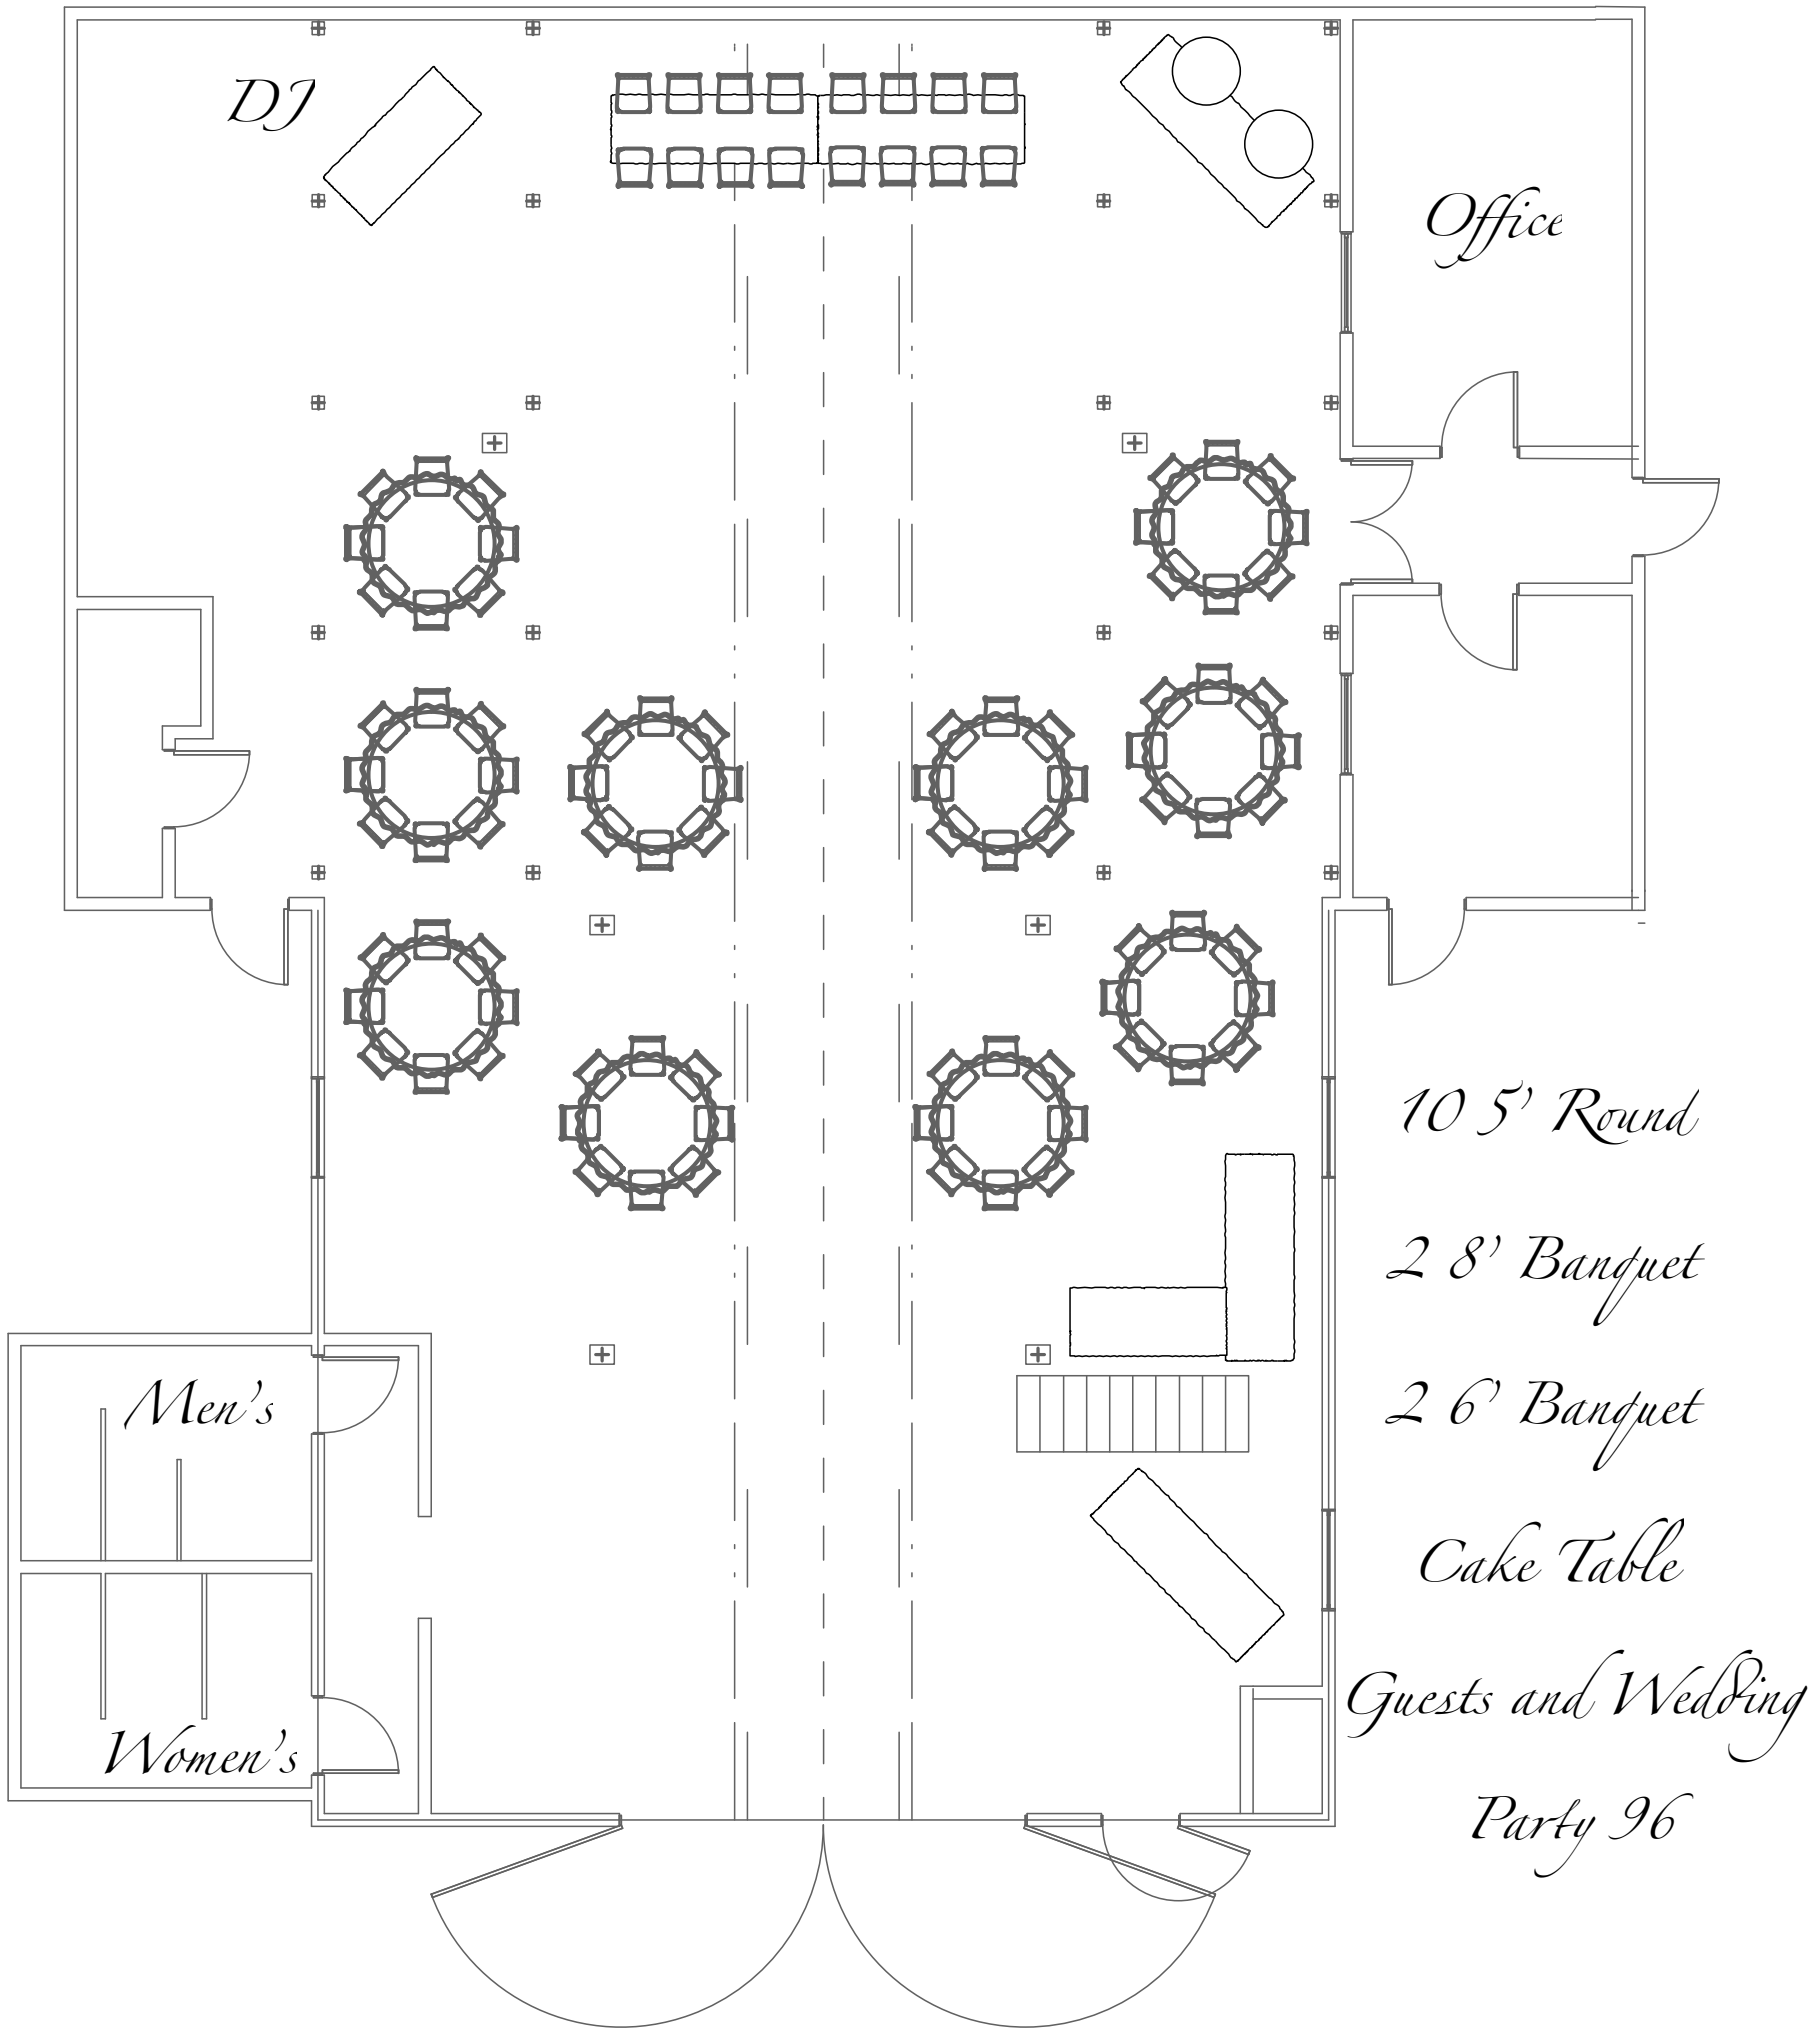 DJ
Office
10 5' Round
2 8' Banquet
2 6' Banquet
Men's
Cake Table
Guests and Wedding
Women's
Party 96